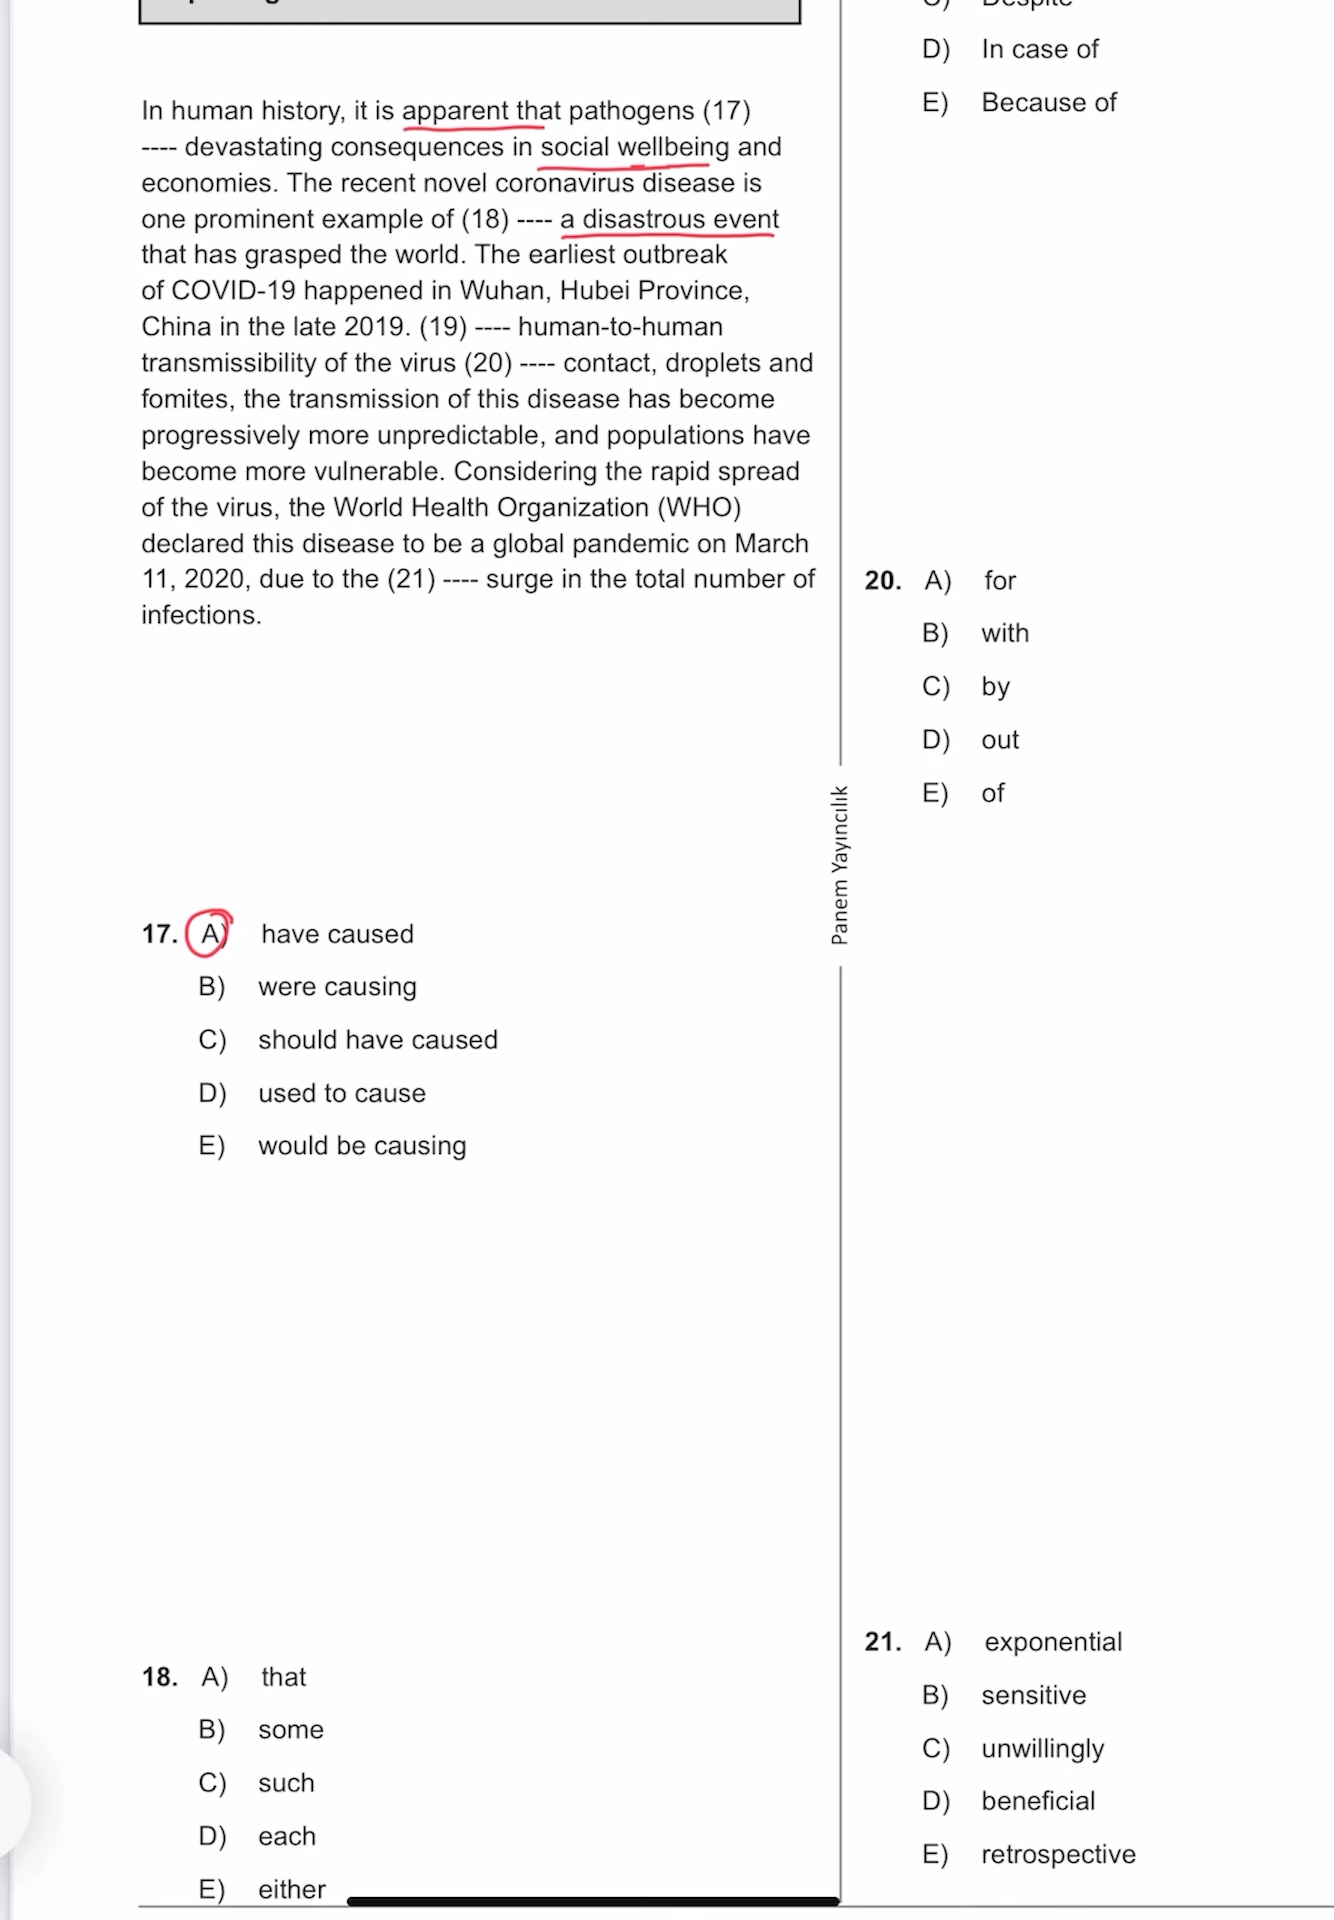 In human history, it is apparent that pathogens (17)
---- devastating consequences in social wellbeing and
economies. The recent novel coronavirus disease is
one prominent example of (18) ---- a disastrous event
that has grasped the world. The earliest outbreak
of COVID-19 happened in Wuhan, Hubei Province,
China in the late 2019. (19) ---- human-to-human
transmissibility of the virus (20) ---- contact, droplets and
fomites, the transmission of this disease has become
progressively more unpredictable, and populations have
become more vulnerable. Considering the rapid spread
of the virus, the World Health Organization (WHO)
declared this disease to be a global pandemic on March
11, 2020, due to the (21) ---- surge in the total number of
infections.
17. A) have caused
B) were causing
C) should have caused
D) used to cause
E) would be causing
18. A) that
B) some
C) such
D) each
E) either
Panem Yayıncılık
D) In case of
E) Because of
20. A) for
B) with
C) by
D) out
E) of
21. A) exponential
B) sensitive
C) unwillingly
D) beneficial
E) retrospective